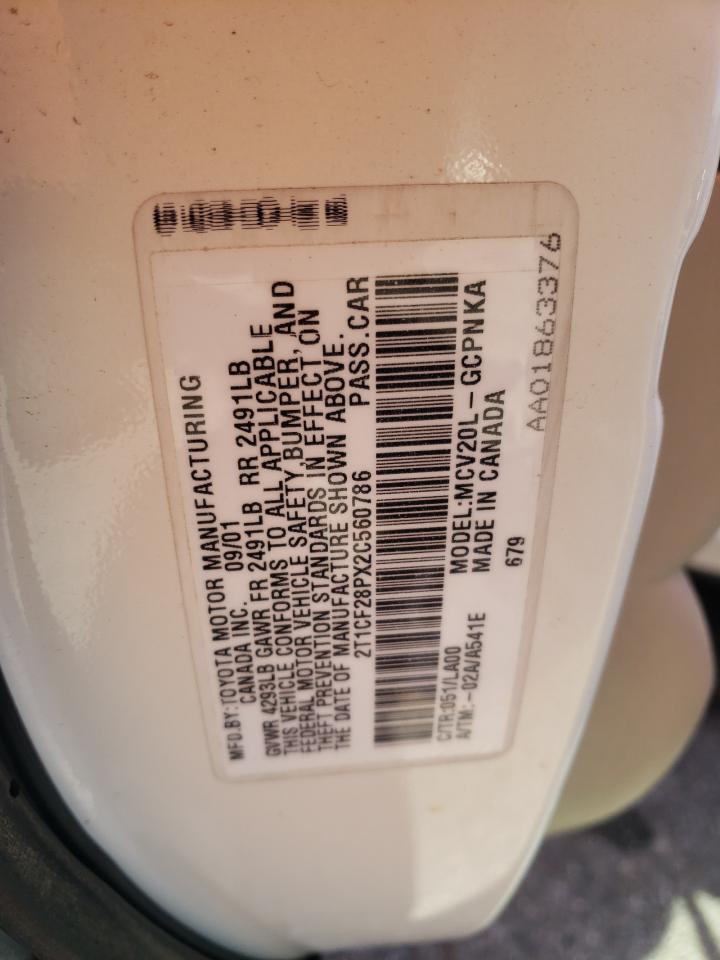 MFD.BY:TOYOTA MOTOR MANUFACTURING
CANADA INC. 09/01
GVWR 4293LB GAWR FR 2491LB RR 2491LB
THIS VEHICLE CONFORMS TO ALL APPLICABLE
FEDERAL MOTOR VEHICLE SAFETY,BUMPER, AND
THEFT PREVENTION STANDARDS IN EFFECT ON
THE DATE OF MANUFACTURE SHOWN ABOVE.
2T1CF28PX2C560786 PASS.CAR
C/TR:051/LA00 MODEL:MCV20L-GCPNKA
A/TM:-02A/A541E MADE IN CANADA
679
AA01863376